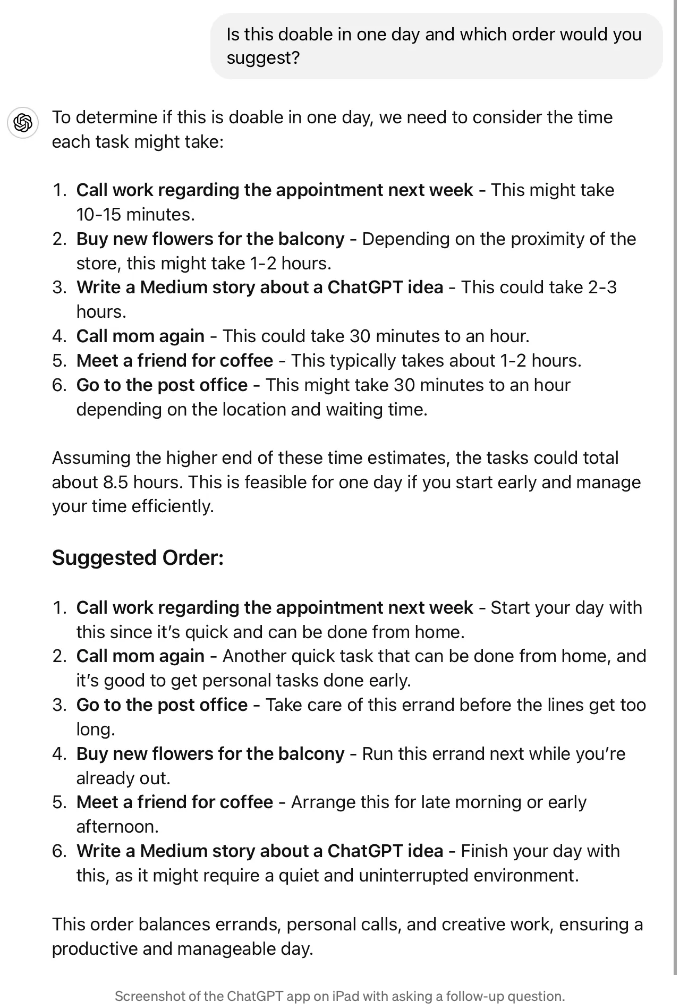 Is this doable in one day and which order would you
suggest?
To determine if this is doable in one day, we need to consider the time
each task might take:
1. Call work regarding the appointment next week - This might take
10-15 minutes.
2. Buy new flowers for the balcony - Depending on the proximity of the
store, this might take 1-2 hours.
3. Write a Medium story about a ChatGPT idea - This could take 2-3
hours.
4. Call mom again - This could take 30 minutes to an hour.
5. Meet a friend for coffee - This typically takes about 1-2 hours.
6. Go to the post office - This might take 30 minutes to an hour
depending on the location and waiting time.
Assuming the higher end of these time estimates, the tasks could total
about 8.5 hours. This is feasible for one day if you start early and manage
your time efficiently.
Suggested Order:
1. Call work regarding the appointment next week - Start your day with
this since it’s quick and can be done from home.
2. Call mom again - Another quick task that can be done from home, and
it’s good to get personal tasks done early.
3. Go to the post office - Take care of this errand before the lines get too
long.
4. Buy new flowers for the balcony - Run this errand next while you’re
already out.
5. Meet a friend for coffee - Arrange this for late morning or early
afternoon.
6. Write a Medium story about a ChatGPT idea - Finish your day with
this, as it might require a quiet and uninterrupted environment.
This order balances errands, personal calls, and creative work, ensuring a
productive and manageable day.
Screenshot of the ChatGPT app on iPad with asking a follow-up question.